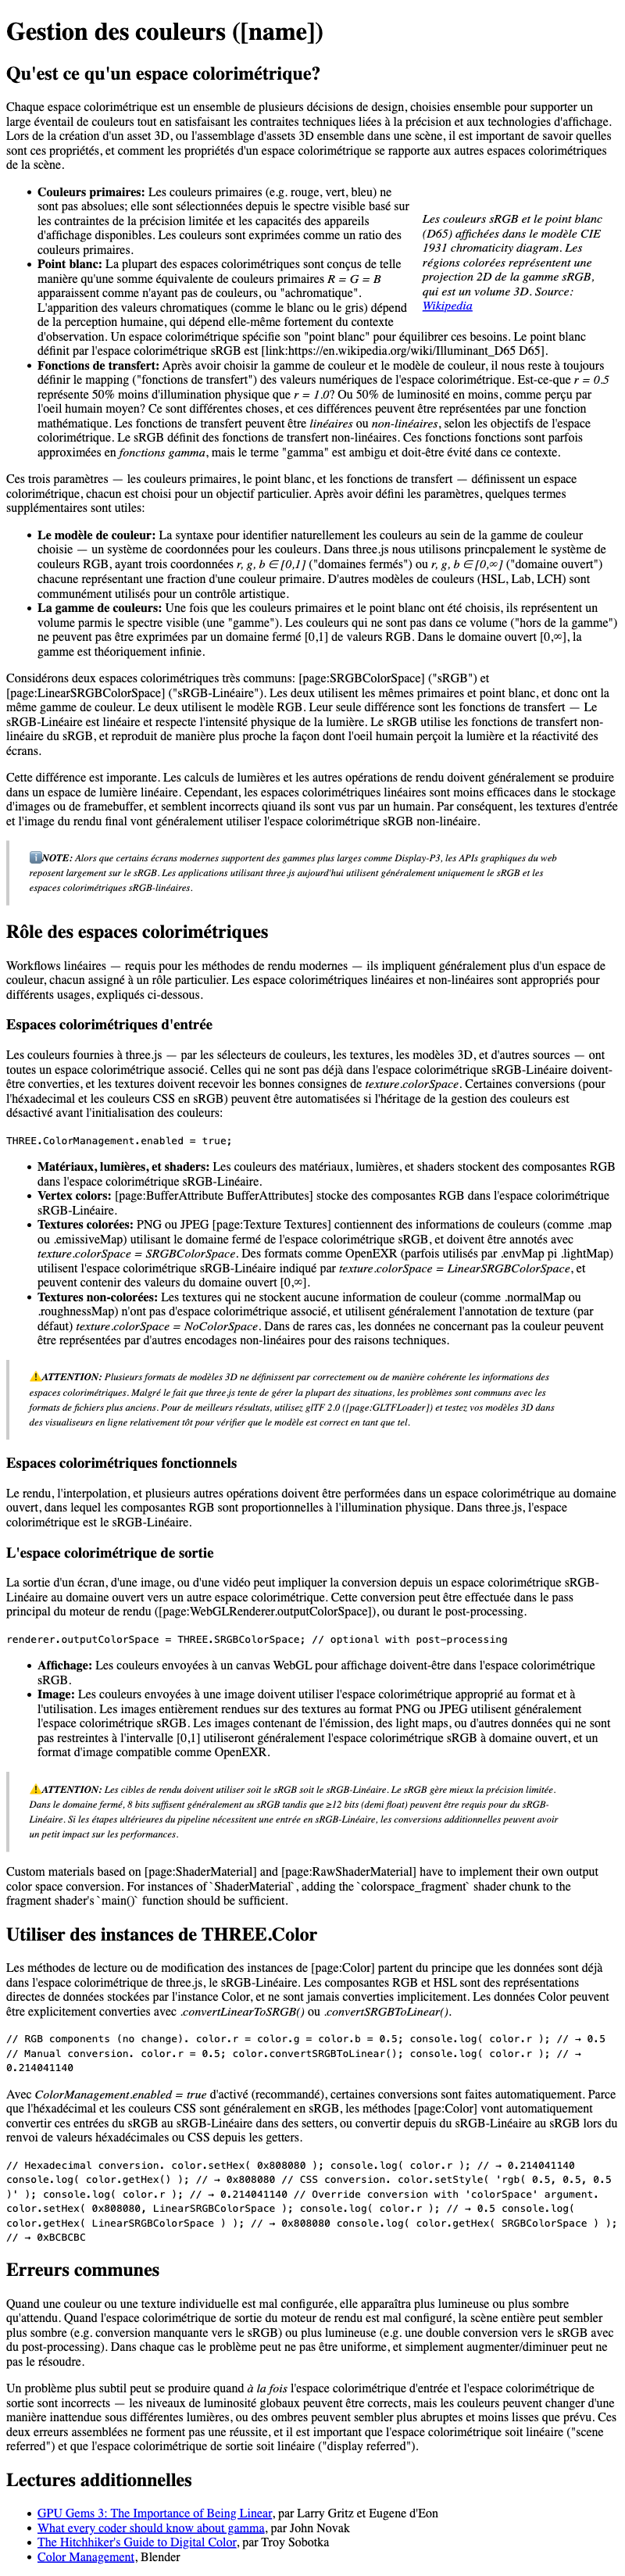 Gestion des couleurs ([name])
Qu'est ce qu'un espace colorimétrique?
Chaque espace colorimétrique est un ensemble de plusieurs décisions de design, choisies ensemble pour supporter un
large éventail de couleurs tout en satisfaisant les contraites techniques liées à la précision et aux technologies d'affichage.
Lors de la création d'un asset 3D, ou l'assemblage d'assets 3D ensemble dans une scène, il est important de savoir quelles
sont ces propriétés, et comment les propriétés d'un espace colorimétrique se rapporte aux autres espaces colorimétriques
de la scène.
• Couleurs primaires: Les couleurs primaires (e.g. rouge, vert, bleu) ne
sont pas absolues; elle sont sélectionnées depuis le spectre visible basé sur
les contraintes de la précision limitée et les capacités des appareils
d'affichage disponibles. Les couleurs sont exprimées comme un ratio des
couleurs primaires.
Les couleurs sRGB et le point blanc
(D65) affichées dans le modèle CIE
1931 chromaticity diagram. Les
régions colorées représentent une
projection 2D de la gamme sRGB,
qui est un volume 3D. Source:
Wikipedia
• Point blanc: La plupart des espaces colorimétriques sont conçus de telle
manière qu'une somme équivalente de couleurs primaires R = G = B
apparaissent comme n'ayant pas de couleurs, ou "achromatique".
L'apparition des valeurs chromatiques (comme le blanc ou le gris) dépend
de la perception humaine, qui dépend elle-même fortement du contexte
d'observation. Un espace colorimétrique spécifie son "point blanc" pour équilibrer ces besoins. Le point blanc
définit par l'espace colorimétrique sRGB est [link:https://en.wikipedia.org/wiki/Illuminant_D65 D65].
• Fonctions de transfert: Après avoir choisir la gamme de couleur et le modèle de couleur, il nous reste à toujours
définir le mapping ("fonctions de transfert") des valeurs numériques de l'espace colorimétrique. Est-ce-que r = 0.5
représente 50% moins d'illumination physique que r = 1.0? Ou 50% de luminosité en moins, comme perçu par
l'oeil humain moyen? Ce sont différentes choses, et ces différences peuvent être représentées par une fonction
mathématique. Les fonctions de transfert peuvent être linéaires ou non-linéaires, selon les objectifs de l'espace
colorimétrique. Le sRGB définit des fonctions de transfert non-linéaires. Ces fonctions fonctions sont parfois
approximées en fonctions gamma, mais le terme "gamma" est ambigu et doit-être évité dans ce contexte.
Ces trois paramètres — les couleurs primaires, le point blanc, et les fonctions de transfert — définissent un espace
colorimétrique, chacun est choisi pour un objectif particulier. Après avoir défini les paramètres, quelques termes
supplémentaires sont utiles:
• Le modèle de couleur: La syntaxe pour identifier naturellement les couleurs au sein de la gamme de couleur
choisie — un système de coordonnées pour les couleurs. Dans three.js nous utilisons princpalement le système de
couleurs RGB, ayant trois coordonnées r, g, b ∈ [0,1] ("domaines fermés") ou r, g, b ∈ [0,∞] ("domaine ouvert")
chacune représentant une fraction d'une couleur primaire. D'autres modèles de couleurs (HSL, Lab, LCH) sont
communément utilisés pour un contrôle artistique.
• La gamme de couleurs: Une fois que les couleurs primaires et le point blanc ont été choisis, ils représentent un
volume parmis le spectre visible (une "gamme"). Les couleurs qui ne sont pas dans ce volume ("hors de la gamme")
ne peuvent pas être exprimées par un domaine fermé [0,1] de valeurs RGB. Dans le domaine ouvert [0,∞], la
gamme est théoriquement infinie.
Considérons deux espaces colorimétriques très communs: [page:SRGBColorSpace] ("sRGB") et
[page:LinearSRGBColorSpace] ("sRGB-Linéaire"). Les deux utilisent les mêmes primaires et point blanc, et donc ont la
même gamme de couleur. Le deux utilisent le modèle RGB. Leur seule différence sont les fonctions de transfert — Le
sRGB-Linéaire est linéaire et respecte l'intensité physique de la lumière. Le sRGB utilise les fonctions de transfert non-
linéaire du sRGB, et reproduit de manière plus proche la façon dont l'oeil humain perçoit la lumière et la réactivité des
écrans.
Cette différence est imporante. Les calculs de lumières et les autres opérations de rendu doivent généralement se produire
dans un espace de lumière linéaire. Cependant, les espaces colorimétriques linéaires sont moins efficaces dans le stockage
d'images ou de framebuffer, et semblent incorrects qiuand ils sont vus par un humain. Par conséquent, les textures d'entrée
et l'image du rendu final vont généralement utiliser l'espace colorimétrique sRGB non-linéaire.
ℹ️NOTE: Alors que certains écrans modernes supportent des gammes plus larges comme Display-P3, les APIs graphiques du web
reposent largement sur le sRGB. Les applications utilisant three.js aujourd'hui utilisent généralement uniquement le sRGB et les
espaces colorimétriques sRGB-linéaires.
Rôle des espaces colorimétriques
Workflows linéaires — requis pour les méthodes de rendu modernes — ils impliquent généralement plus d'un espace de
couleur, chacun assigné à un rôle particulier. Les espace colorimétriques linéaires et non-linéaires sont appropriés pour
différents usages, expliqués ci-dessous.
Espaces colorimétriques d'entrée
Les couleurs fournies à three.js — par les sélecteurs de couleurs, les textures, les modèles 3D, et d'autres sources — ont
toutes un espace colorimétrique associé. Celles qui ne sont pas déjà dans l'espace colorimétrique sRGB-Linéaire doivent-
être converties, et les textures doivent recevoir les bonnes consignes de texture.colorSpace. Certaines conversions (pour
l'héxadecimal et les couleurs CSS en sRGB) peuvent être automatisées si l'héritage de la gestion des couleurs est
désactivé avant l'initialisation des couleurs:
THREE.ColorManagement.enabled = true;
• Matériaux, lumières, et shaders: Les couleurs des matériaux, lumières, et shaders stockent des composantes RGB
dans l'espace colorimétrique sRGB-Linéaire.
• Vertex colors: [page:BufferAttribute BufferAttributes] stocke des composantes RGB dans l'espace colorimétrique
sRGB-Linéaire.
• Textures colorées: PNG ou JPEG [page:Texture Textures] contiennent des informations de couleurs (comme .map
ou .emissiveMap) utilisant le domaine fermé de l'espace colorimétrique sRGB, et doivent être annotés avec
texture.colorSpace = SRGBColorSpace. Des formats comme OpenEXR (parfois utilisés par .envMap pi .lightMap)
utilisent l'espace colorimétrique sRGB-Linéaire indiqué par texture.colorSpace = LinearSRGBColorSpace, et
peuvent contenir des valeurs du domaine ouvert [0,∞].
• Textures non-colorées: Les textures qui ne stockent aucune information de couleur (comme .normalMap ou
.roughnessMap) n'ont pas d'espace colorimétrique associé, et utilisent généralement l'annotation de texture (par
défaut) texture.colorSpace = NoColorSpace. Dans de rares cas, les données ne concernant pas la couleur peuvent
être représentées par d'autres encodages non-linéaires pour des raisons techniques.
⚠️ATTENTION: Plusieurs formats de modèles 3D ne définissent par correctement ou de manière cohérente les informations des
espaces colorimétriques. Malgré le fait que three.js tente de gérer la plupart des situations, les problèmes sont communs avec les
formats de fichiers plus anciens. Pour de meilleurs résultats, utilisez glTF 2.0 ([page:GLTFLoader]) et testez vos modèles 3D dans
des visualiseurs en ligne relativement tôt pour vérifier que le modèle est correct en tant que tel.
Espaces colorimétriques fonctionnels
Le rendu, l'interpolation, et plusieurs autres opérations doivent être performées dans un espace colorimétrique au domaine
ouvert, dans lequel les composantes RGB sont proportionnelles à l'illumination physique. Dans three.js, l'espace
colorimétrique est le sRGB-Linéaire.
L'espace colorimétrique de sortie
La sortie d'un écran, d'une image, ou d'une vidéo peut impliquer la conversion depuis un espace colorimétrique sRGB-
Linéaire au domaine ouvert vers un autre espace colorimétrique. Cette conversion peut être effectuée dans le pass
principal du moteur de rendu ([page:WebGLRenderer.outputColorSpace]), ou durant le post-processing.
renderer.outputColorSpace = THREE.SRGBColorSpace; // optional with post-processing
• Affichage: Les couleurs envoyées à un canvas WebGL pour affichage doivent-être dans l'espace colorimétrique
sRGB.
• Image: Les couleurs envoyées à une image doivent utiliser l'espace colorimétrique approprié au format et à
l'utilisation. Les images entièrement rendues sur des textures au format PNG ou JPEG utilisent généralement
l'espace colorimétrique sRGB. Les images contenant de l'émission, des light maps, ou d'autres données qui ne sont
pas restreintes à l'intervalle [0,1] utiliseront généralement l'espace colorimétrique sRGB à domaine ouvert, et un
format d'image compatible comme OpenEXR.
⚠️ATTENTION: Les cibles de rendu doivent utiliser soit le sRGB soit le sRGB-Linéaire. Le sRGB gère mieux la précision limitée.
Dans le domaine fermé, 8 bits suffisent généralement au sRGB tandis que ≥12 bits (demi float) peuvent être requis pour du sRGB-
Linéaire. Si les étapes ultérieures du pipeline nécessitent une entrée en sRGB-Linéaire, les conversions additionnelles peuvent avoir
un petit impact sur les performances.
Custom materials based on [page:ShaderMaterial] and [page:RawShaderMaterial] have to implement their own output
color space conversion. For instances of `ShaderMaterial`, adding the `colorspace_fragment` shader chunk to the
fragment shader's `main()` function should be sufficient.
Utiliser des instances de THREE.Color
Les méthodes de lecture ou de modification des instances de [page:Color] partent du principe que les données sont déjà
dans l'espace colorimétrique de three.js, le sRGB-Linéaire. Les composantes RGB et HSL sont des représentations
directes de données stockées par l'instance Color, et ne sont jamais converties implicitement. Les données Color peuvent
être explicitement converties avec .convertLinearToSRGB() ou .convertSRGBToLinear().
// RGB components (no change). color.r = color.g = color.b = 0.5; console.log( color.r ); // → 0.5
// Manual conversion. color.r = 0.5; color.convertSRGBToLinear(); console.log( color.r ); // →
0.214041140
Avec ColorManagement.enabled = true d'activé (recommandé), certaines conversions sont faites automatiquement. Parce
que l'héxadécimal et les couleurs CSS sont généralement en sRGB, les méthodes [page:Color] vont automatiquement
convertir ces entrées du sRGB au sRGB-Linéaire dans des setters, ou convertir depuis du sRGB-Linéaire au sRGB lors du
renvoi de valeurs héxadécimales ou CSS depuis les getters.
// Hexadecimal conversion. color.setHex( 0x808080 ); console.log( color.r ); // → 0.214041140
console.log( color.getHex() ); // → 0x808080 // CSS conversion. color.setStyle( 'rgb( 0.5, 0.5, 0.5
)' ); console.log( color.r ); // → 0.214041140 // Override conversion with 'colorSpace' argument.
color.setHex( 0x808080, LinearSRGBColorSpace ); console.log( color.r ); // → 0.5 console.log(
color.getHex( LinearSRGBColorSpace ) ); // → 0x808080 console.log( color.getHex( SRGBColorSpace ) );
// → 0xBCBCBC
Erreurs communes
Quand une couleur ou une texture individuelle est mal configurée, elle apparaîtra plus lumineuse ou plus sombre
qu'attendu. Quand l'espace colorimétrique de sortie du moteur de rendu est mal configuré, la scène entière peut sembler
plus sombre (e.g. conversion manquante vers le sRGB) ou plus lumineuse (e.g. une double conversion vers le sRGB avec
du post-processing). Dans chaque cas le problème peut ne pas être uniforme, et simplement augmenter/diminuer peut ne
pas le résoudre.
Un problème plus subtil peut se produire quand à la fois l'espace colorimétrique d'entrée et l'espace colorimétrique de
sortie sont incorrects — les niveaux de luminosité globaux peuvent être corrects, mais les couleurs peuvent changer d'une
manière inattendue sous différentes lumières, ou des ombres peuvent sembler plus abruptes et moins lisses que prévu. Ces
deux erreurs assemblées ne forment pas une réussite, et il est important que l'espace colorimétrique soit linéaire ("scene
referred") et que l'espace colorimétrique de sortie soit linéaire ("display referred").
Lectures additionnelles
• GPU Gems 3: The Importance of Being Linear, par Larry Gritz et Eugene d'Eon
• What every coder should know about gamma, par John Novak
• The Hitchhiker's Guide to Digital Color, par Troy Sobotka
• Color Management, Blender